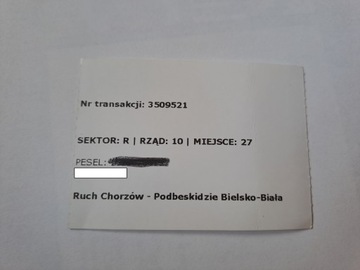 Nr transakcji: 3509521
SEKTOR: R | RZĄD: 10 | MIEJSCE: 27
PESEL:
Ruch Chorzów - Podbeskidzie Bielsko-Biała